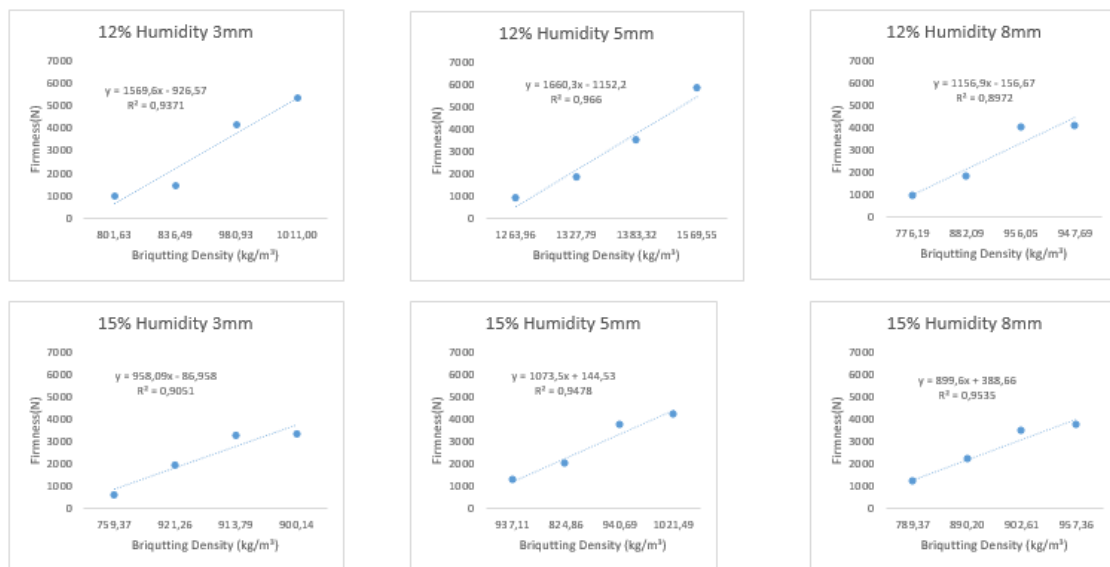 12% Humidity 3mm
7000
6000
5000
4000
3000
2000
1000
0
Firmness(N)
y = 1569,6x - 926,57
R² = 0,9371
801,63 836,49 980,93 1011,00
Briqutting Density (kg/m³)
12% Humidity 5mm
7000
6000
5000
4000
3000
2000
1000
0
Firmness(N)
y = 1660,3x - 1152,2
R² = 0,966
1263,96 1327,79 1383,32 1569,55
Briqutting Density (kg/m³)
12% Humidity 8mm
7000
6000
5000
4000
3000
2000
1000
0
Firmness(N)
y = 1156,9x - 156,67
R² = 0,8972
776,19 882,09 956,05 947,69
Briqutting Density (kg/m³)
15% Humidity 3mm
7000
6000
5000
4000
3000
2000
1000
0
Firmness(N)
y = 958,09x - 86,958
R² = 0,9051
759,37 921,26 913,79 900,14
Briqutting Density (kg/m³)
15% Humidity 5mm
7000
6000
5000
4000
3000
2000
1000
0
Firmness(N)
y = 1073,5x + 144,53
R² = 0,9478
937,11 824,86 940,69 1021,49
Briqutting Density (kg/m³)
15% Humidity 8mm
7000
6000
5000
4000
3000
2000
1000
0
Firmness(N)
y = 899,6x + 388,66
R² = 0,9535
789,37 890,20 902,61 957,36
Briqutting Density (kg/m³)